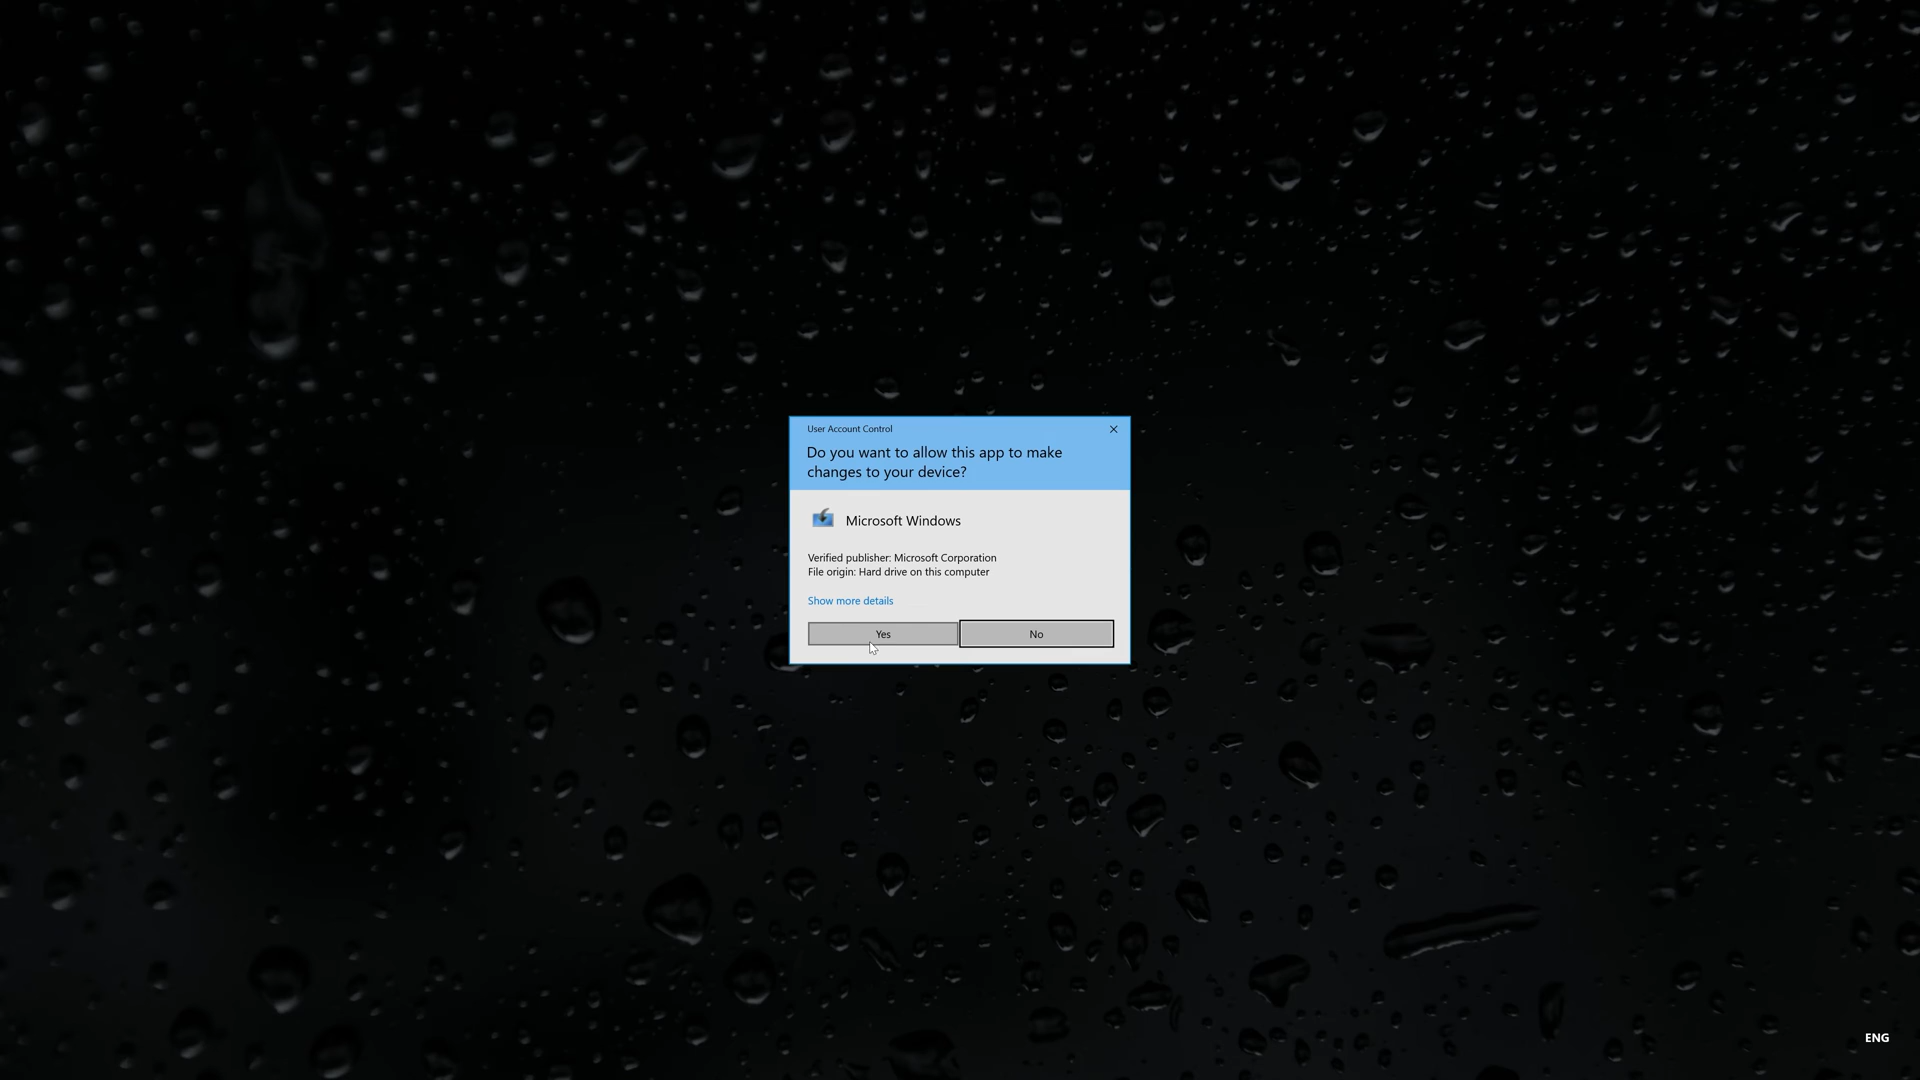 User Account Control
Do you want to allow this app to make
changes to your device?
Microsoft Windows
Verified publisher: Microsoft Corporation
File origin: Hard drive on this computer
Show more details
Yes
No
ENG